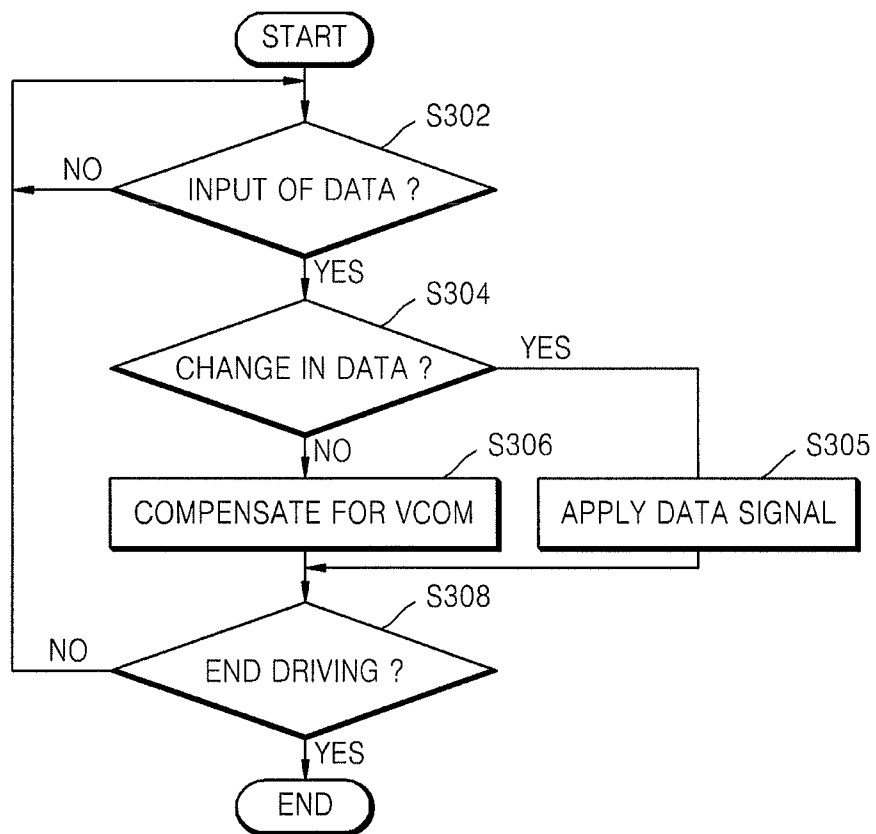 START
S302
NO
INPUT OF DATA ?
YES
S304
YES
CHANGE IN DATA ?
NO
S306
S305
COMPENSATE FOR VCOM
APPLY DATA SIGNAL
S308
NO
END DRIVING ?
YES
END